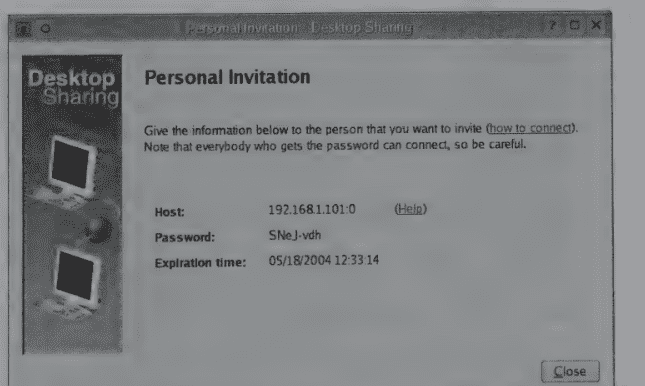 Personal Invitation - Desktop Sharing
Desktop
Sharing
Personal Invitation
Give the information below to the person that you want to invite (how to connect).
Note that everybody who gets the password can connect, so be careful.
Host: 192.168.1.101:0 (Help)
Password: SNeJ-vdh
Expiration time: 05/18/2004 12:33:14
Close